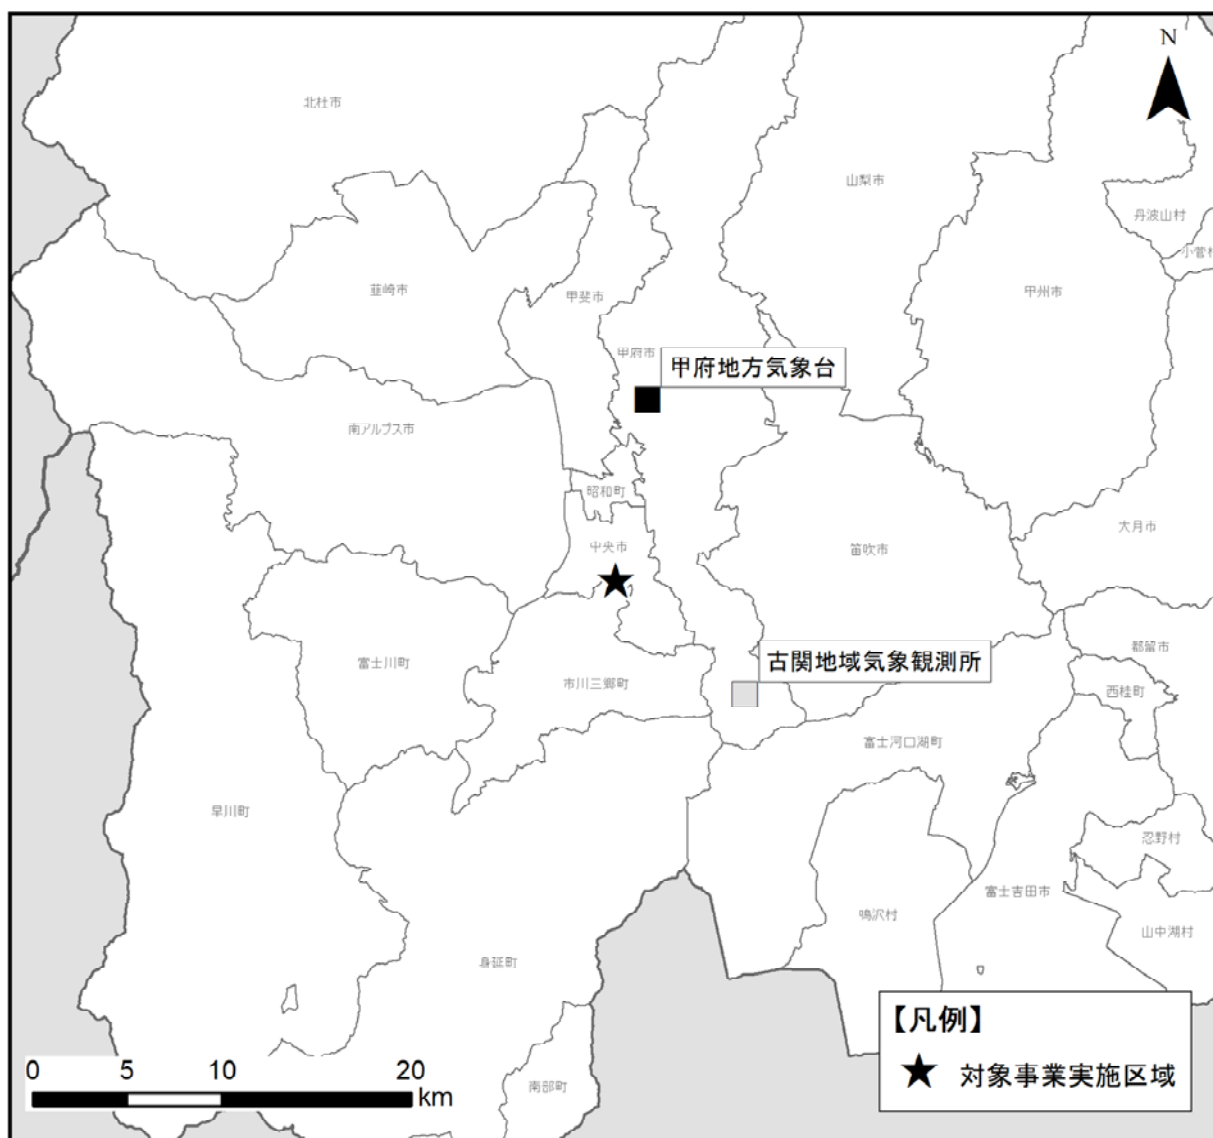 N
北杜市
山梨市
丹波山村
小菅村
韮崎市
甲斐市
甲州市
甲府市
甲府地方気象台
南アルプス市
昭和町
大月市
中央市
笛吹市
都留市
富士川町
古関地域気象観測所
市川三郷町
西桂町
富士河口湖町
早川町
忍野村
富士吉田市
鳴沢村
山中湖村
身延町
【凡例】
★ 対象事業実施区域
0 5 10 20
km
南部町